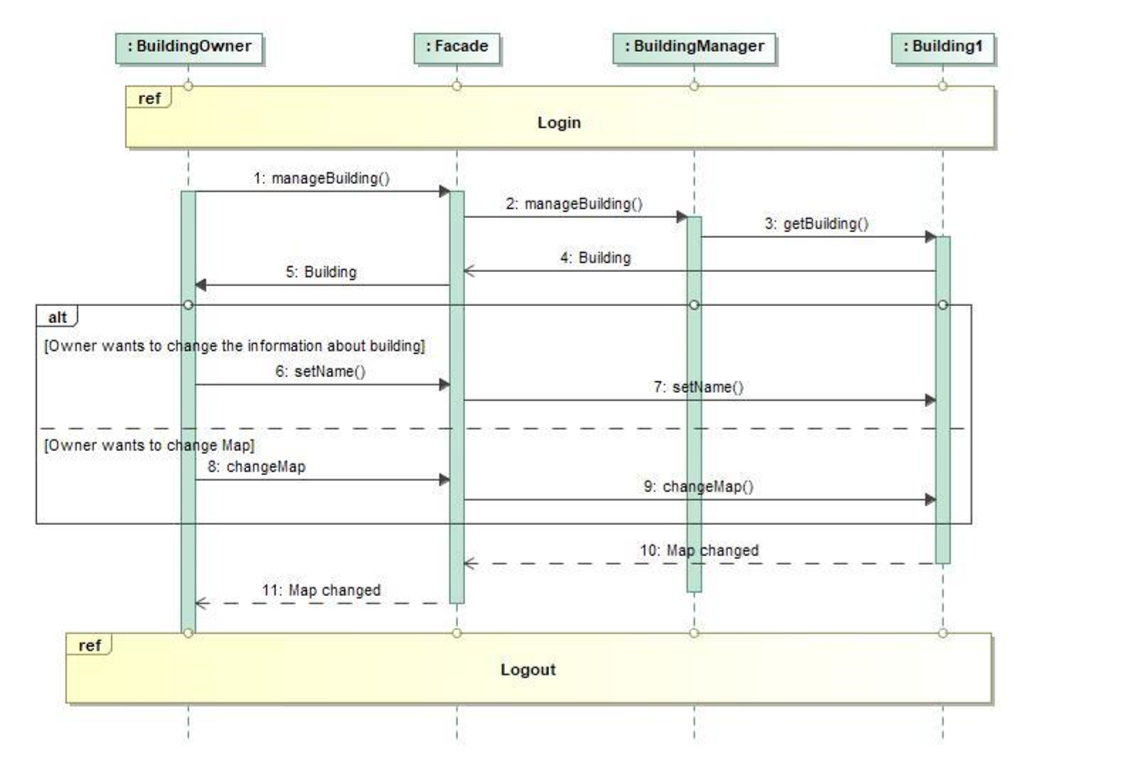 : BuildingOwner
: Facade
: BuildingManager
: Building1
ref
Login
1: manageBuilding()
2: manageBuilding()
3: getBuilding()
4: Building
5: Building
alt
[Owner wants to change the information about building]
6: setName()
7: setName()
[Owner wants to change Map]
8: changeMap
9: changeMap()
10: Map changed
11: Map changed
ref
Logout